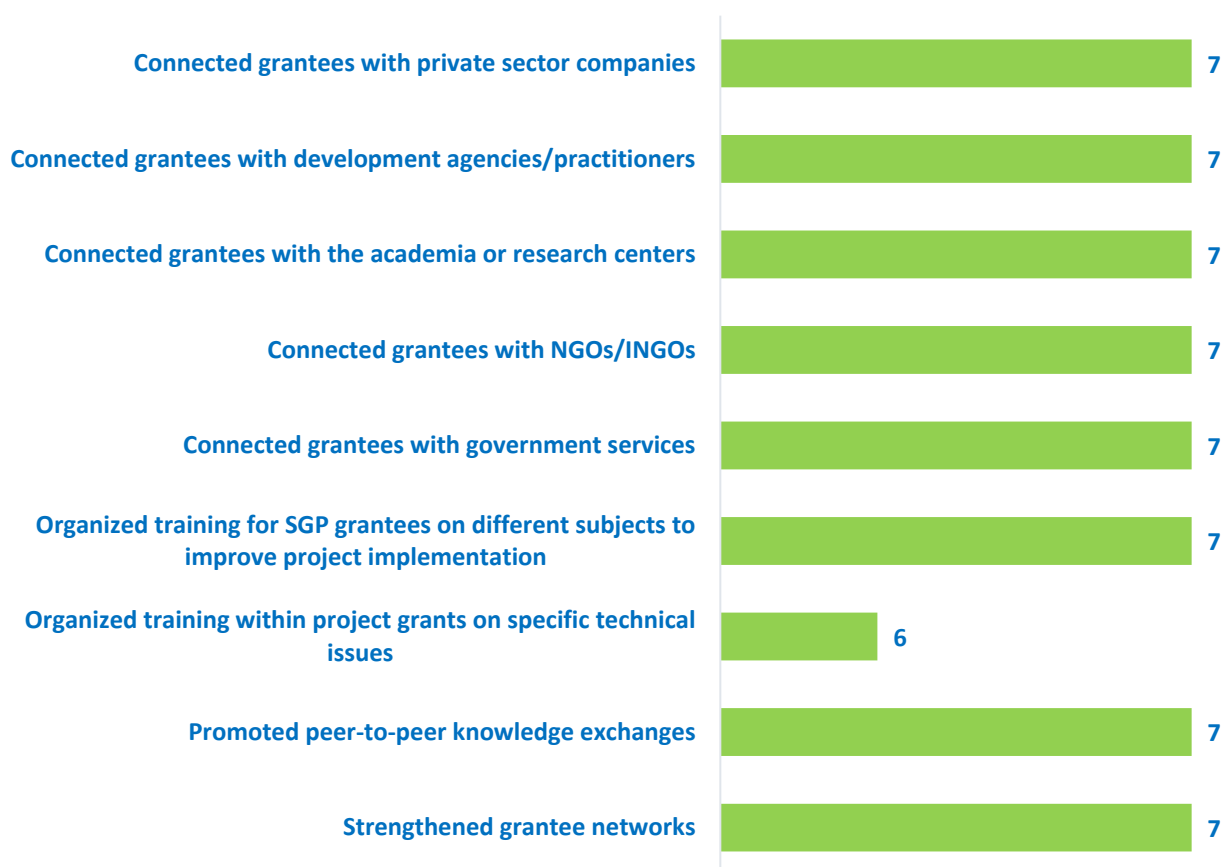 Connected grantees with private sector companies 7
Connected grantees with development agencies/practitioners 7
Connected grantees with the academia or research centers 7
Connected grantees with NGOs/INGOs 7
Connected grantees with government services 7
Organized training for SGP grantees on different subjects to
improve project implementation 7
Organized training within project grants on specific technical
issues 6
Promoted peer-to-peer knowledge exchanges 7
Strengthened grantee networks 7